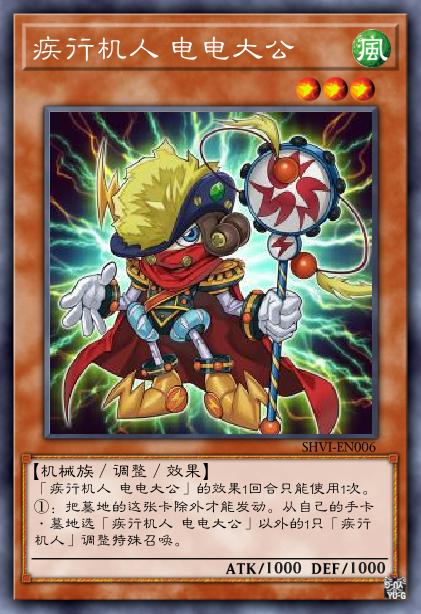 疾行机人 电电大公
風
SHVI-EN006
【机械族／调整／效果】
「疾行机人 电电大公」的效果1回合只能使用1次。
①：把墓地的这张卡除外才能发动。从自己的手卡
·墓地选「疾行机人 电电大公」以外的1只「疾行
机人」调整特殊召唤。
ATK/1000 DEF/1000